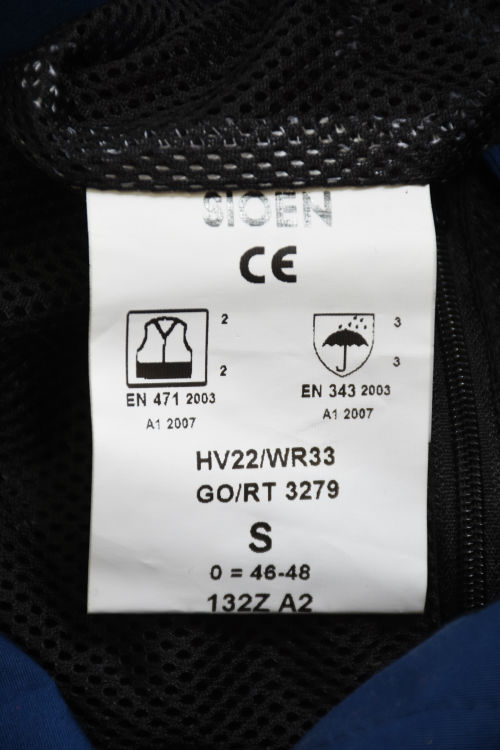 SIOEN
CE
2
2
EN 471 2003
A1 2007
3
3
EN 343 2003
A1 2007
HV22/WR33
GO/RT 3279
S
0 = 46-48
132Z A2